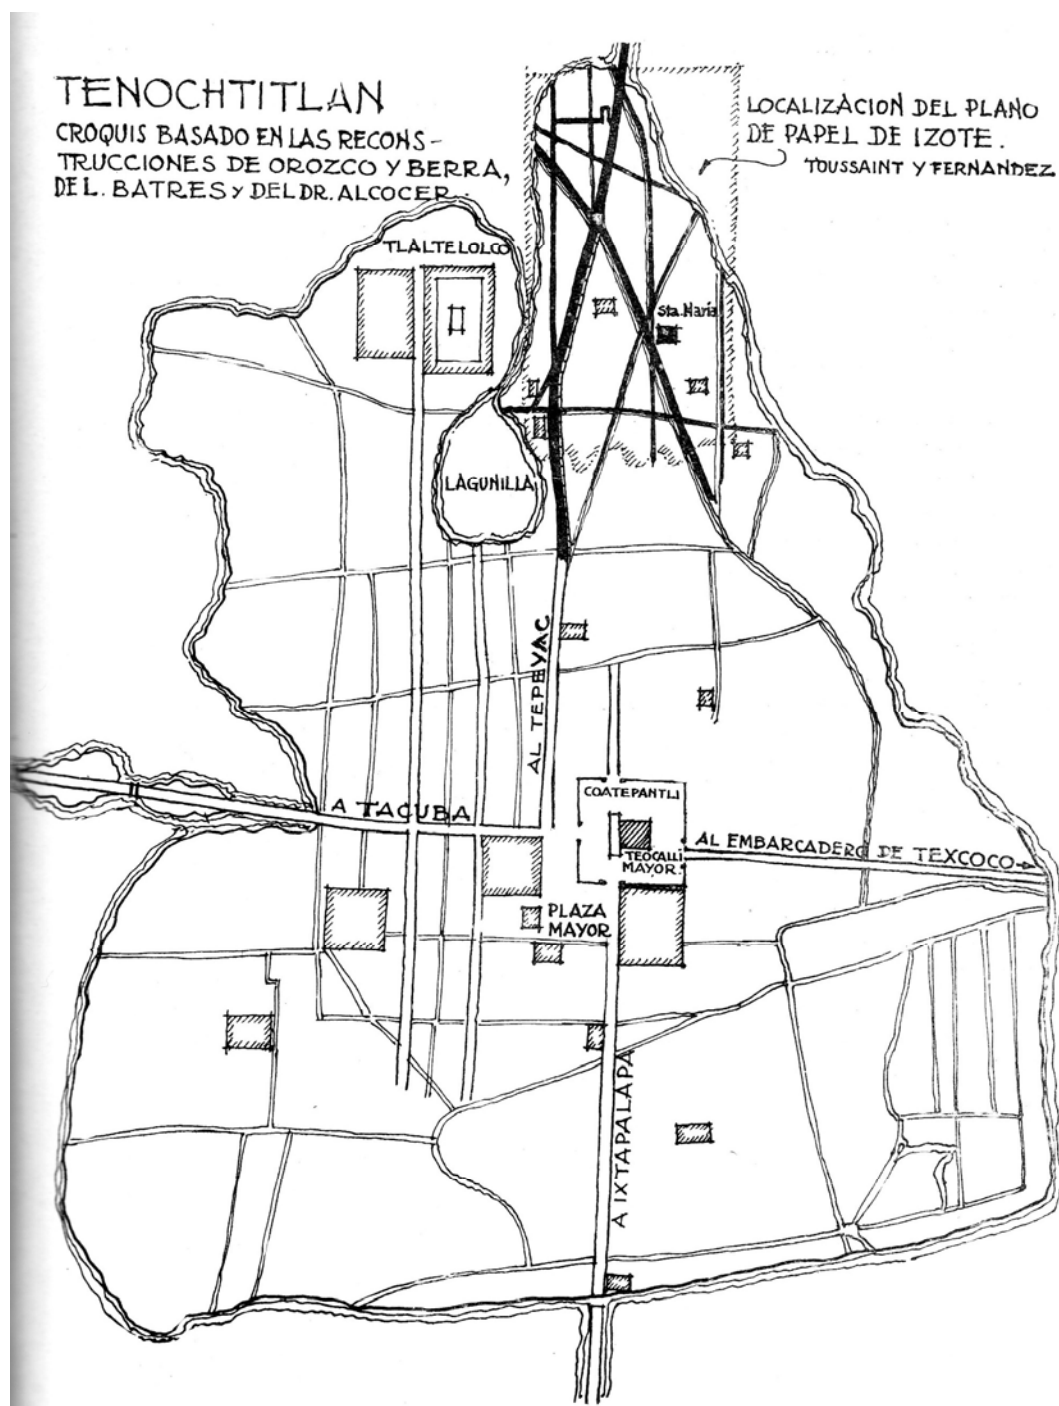 TENOCHTITLAN
CROQUIS BASADO EN LAS RECONS-
TRUCCIONES DE OROZCO Y BERRA,
DE L. BATRES Y DEL DR. ALCOCER.
LOCALIZACION DEL PLANO
DE PAPEL DE IZOTE.
TOUSSAINT Y FERNANDEZ
TLALTELOLCO
Sta. María
LAGUNILLA
AL TEPEYAC
COATEPANTLI
A TACUBA
AL EMBARCADERO DE TEXCOCO
TEOCALLI
MAYOR.
PLAZA
MAYOR
A IXTAPALAPA